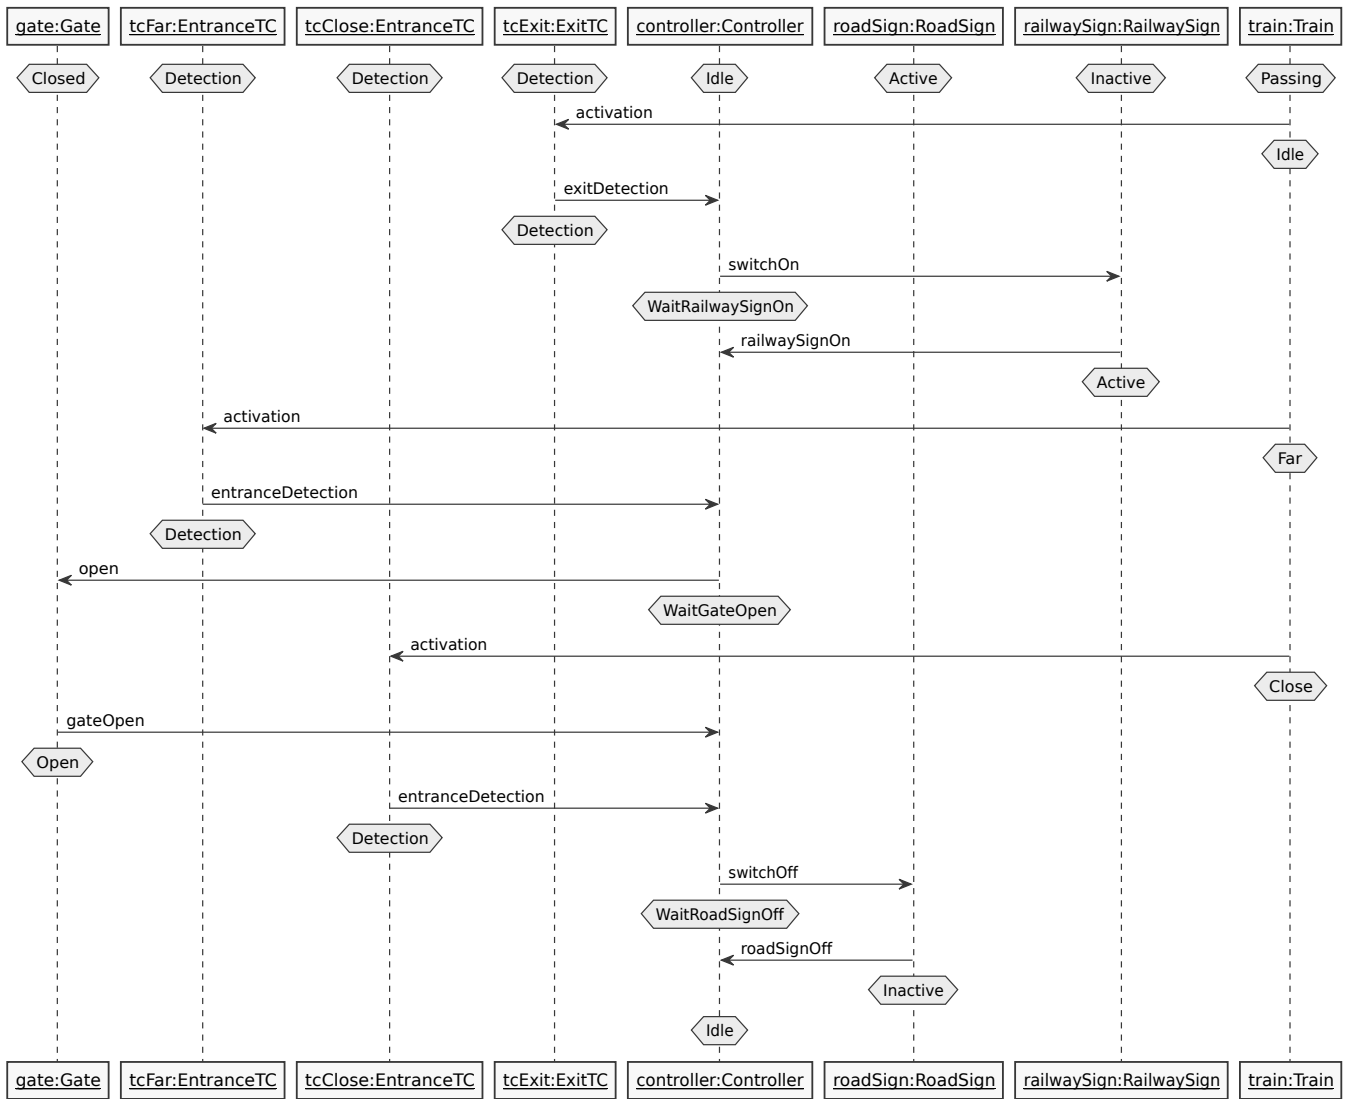 gate:Gate
tcFar:EntranceTC
tcClose:EntranceTC
tcExit:ExitTC
controller:Controller
roadSign:RoadSign
railwaySign:RailwaySign
train:Train
Closed
Detection
Detection
Detection
Idle
Active
Inactive
Passing
activation
Idle
exitDetection
Detection
switchOn
WaitRailwaySignOn
railwaySignOn
Active
activation
Far
entranceDetection
Detection
open
WaitGateOpen
activation
Close
gateOpen
Open
entranceDetection
Detection
switchOff
WaitRoadSignOff
roadSignOff
Inactive
Idle
gate:Gate
tcFar:EntranceTC
tcClose:EntranceTC
tcExit:ExitTC
controller:Controller
roadSign:RoadSign
railwaySign:RailwaySign
train:Train